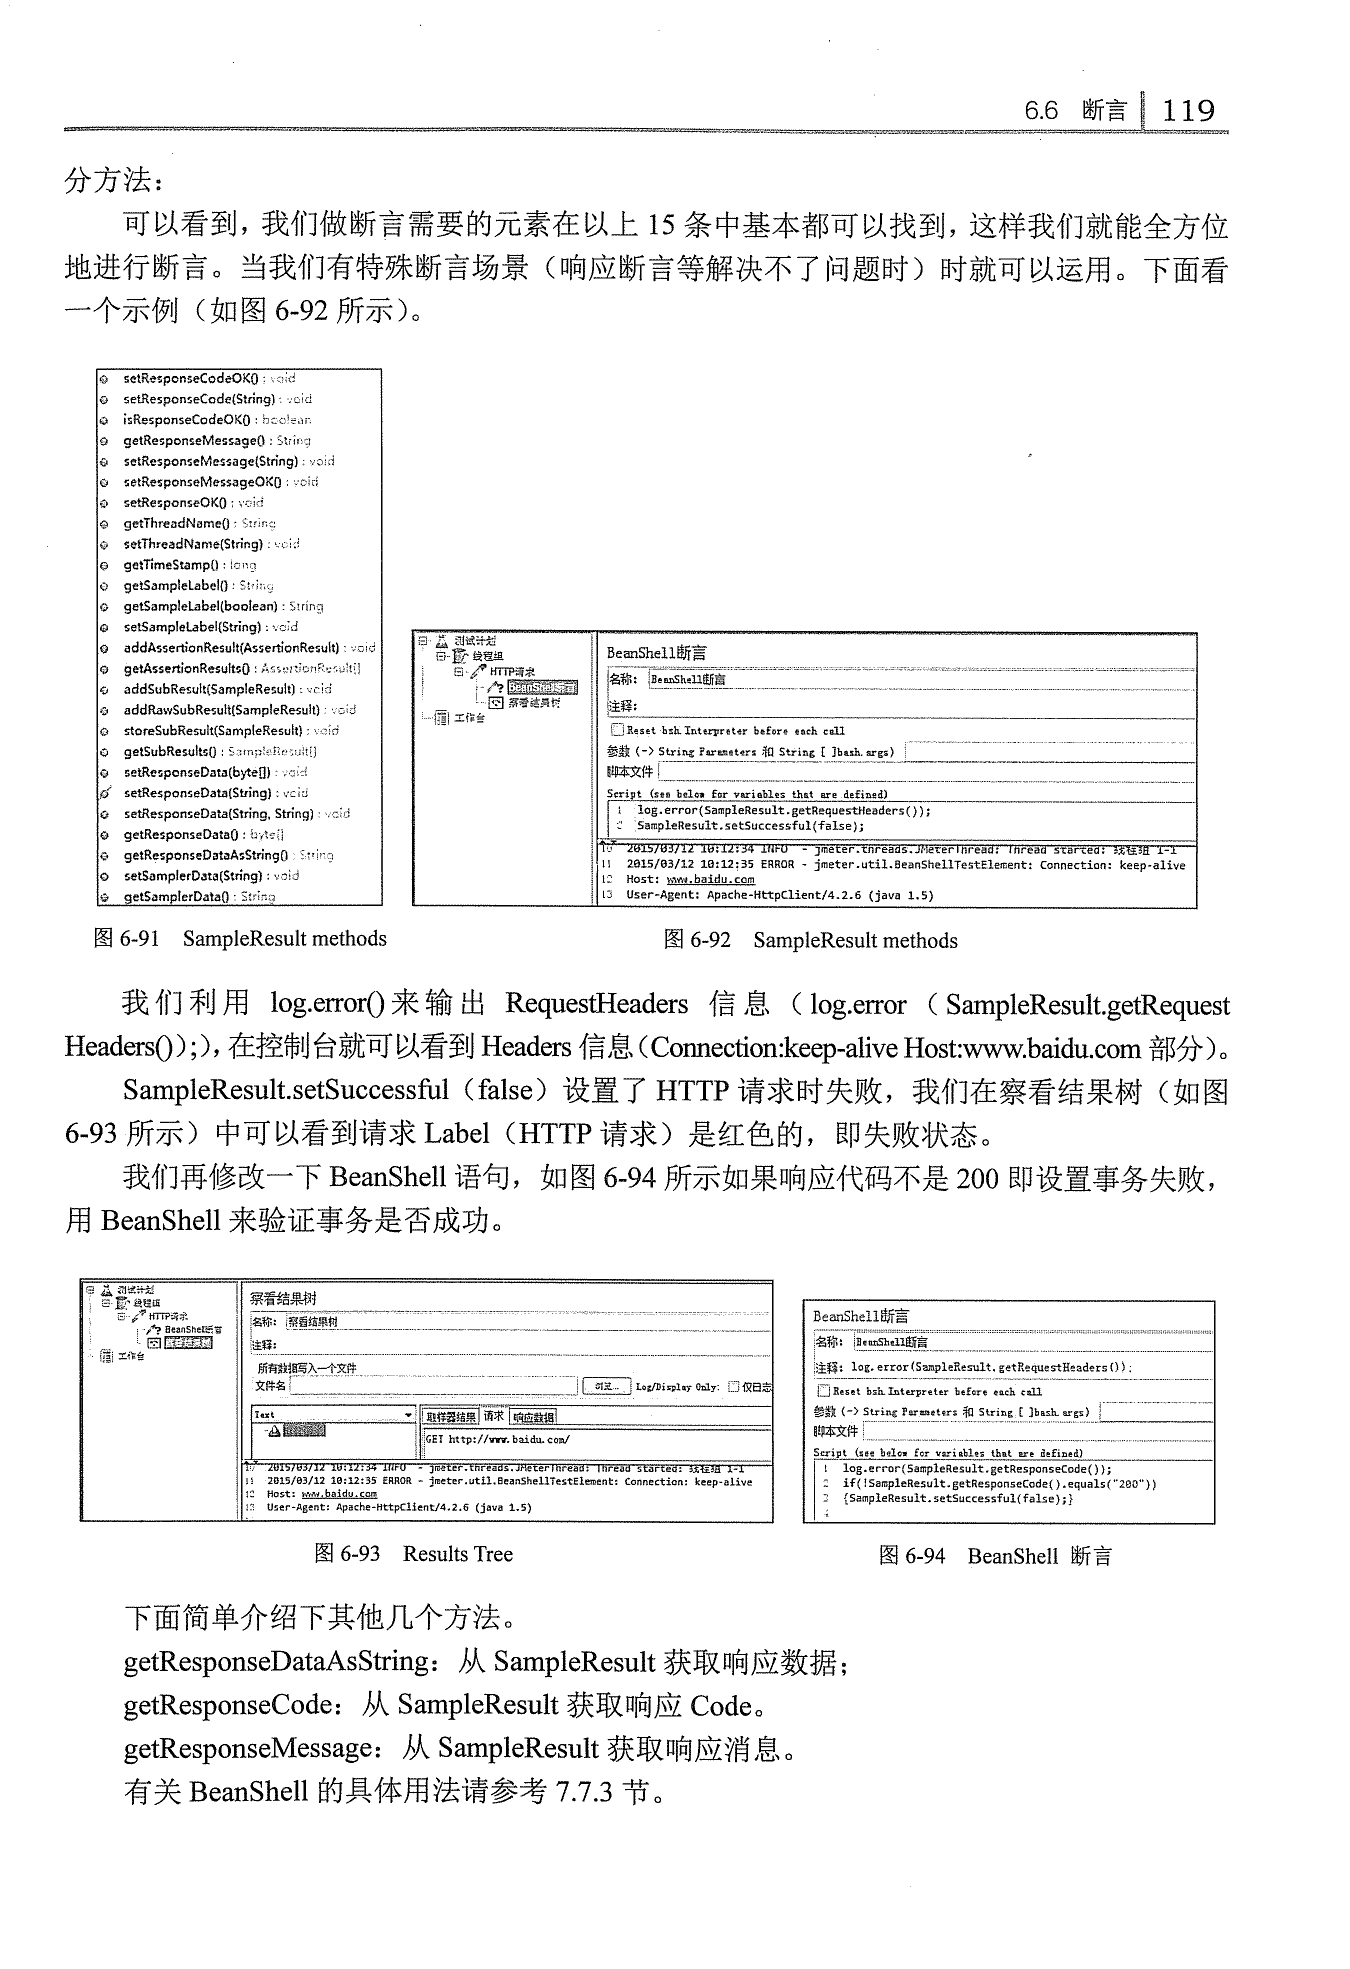 6.6 断言 119
分方法：
可以看到，我们做断言需要的元素在以上 15 条中基本都可以找到，这样我们就能全方位
地进行断言。当我们有特殊断言场景（响应断言等解决不了问题时）时就可以运用。下面看
一个示例（如图 6-92 所示）。
setResponseCodeOK() : void
setResponseCode(String) : void
isResponseCodeOK() : boolean
getResponseMessage() : String
setResponseMessage(String) : void
setResponseMessageOK() : void
setResponseOK() : void
getThreadName() : String
setThreadName(String) : void
getTimeStamp() : long
getSampleLabel() : String
getSampleLabel(boolean) : String
setSampleLabel(String) : void
addAssertionResult(AssertionResult) : void
getAssertionResults() : AssertionResult[]
addSubResult(SampleResult) : void
addRawSubResult(SampleResult) : void
storeSubResult(SampleResult) : void
getSubResults() : SampleResult[]
setResponseData(byte[]) : void
setResponseData(String) : void
setResponseData(String, String) : void
getResponseData() : byte[]
getResponseDataAsString() : String
setSamplerData(String) : void
getSamplerData() : String
测试计划
线程组
HTTP请求
BeanShell断言
察看结果树
工作台
BeanShell断言
名称： BeanShell断言
注释：
Reset bsh.Interpreter before each call
参数 (-> String Parameters 和 String [ ]bash.args)
脚本文件
Script (see below for variables that are defined)
1 log.error(SampleResult.getRequestHeaders());
2 SampleResult.setSuccessful(false);
10 2015/03/12 10:12:34 INFO - jmeter.threads.JMeterThread: Thread started: 线程组 1-1
11 2015/03/12 10:12:35 ERROR - jmeter.util.BeanShellTestElement: Connection: keep-alive
12 Host: www.baidu.com
13 User-Agent: Apache-HttpClient/4.2.6 (java 1.5)
图 6-91 SampleResult methods
图 6-92 SampleResult methods
我们利用 log.error()来输出 RequestHeaders 信息（log.error（SampleResult.getRequest
Headers());），在控制台就可以看到 Headers 信息（Connection:keep-alive Host:www.baidu.com 部分）。
SampleResult.setSuccessful（false）设置了 HTTP 请求时失败，我们在察看结果树（如图
6-93 所示）中可以看到请求 Label（HTTP 请求）是红色的，即失败状态。
我们再修改一下 BeanShell 语句，如图 6-94 所示如果响应代码不是 200 即设置事务失败，
用 BeanShell 来验证事务是否成功。
测试计划
线程组
HTTP请求
BeanShell断言
察看结果树
工作台
察看结果树
名称： 察看结果树
注释：
所有数据写入一个文件
文件名 浏览... Log/Display Only: 仅日志
Text 取样器结果 请求 响应数据
GET http://www.baidu.com/
10 2015/03/12 10:12:34 INFO - jmeter.threads.JMeterThread: Thread started: 线程组 1-1
11 2015/03/12 10:12:35 ERROR - jmeter.util.BeanShellTestElement: Connection: keep-alive
12 Host: www.baidu.com
13 User-Agent: Apache-HttpClient/4.2.6 (java 1.5)
BeanShell断言
名称： BeanShell断言
注释： log.error(SampleResult.getRequestHeaders());
Reset bsh.Interpreter before each call
参数 (-> String Parameters 和 String [ ]bash.args)
脚本文件
Script (see below for variables that are defined)
1 log.error(SampleResult.getResponseCode());
2 if(!SampleResult.getResponseCode().equals("200"))
3 {SampleResult.setSuccessful(false);}
4
图 6-93 Results Tree
图 6-94 BeanShell 断言
下面简单介绍下其他几个方法。
getResponseDataAsString：从 SampleResult 获取响应数据；
getResponseCode：从 SampleResult 获取响应 Code。
getResponseMessage：从 SampleResult 获取响应消息。
有关 BeanShell 的具体用法请参考 7.7.3 节。